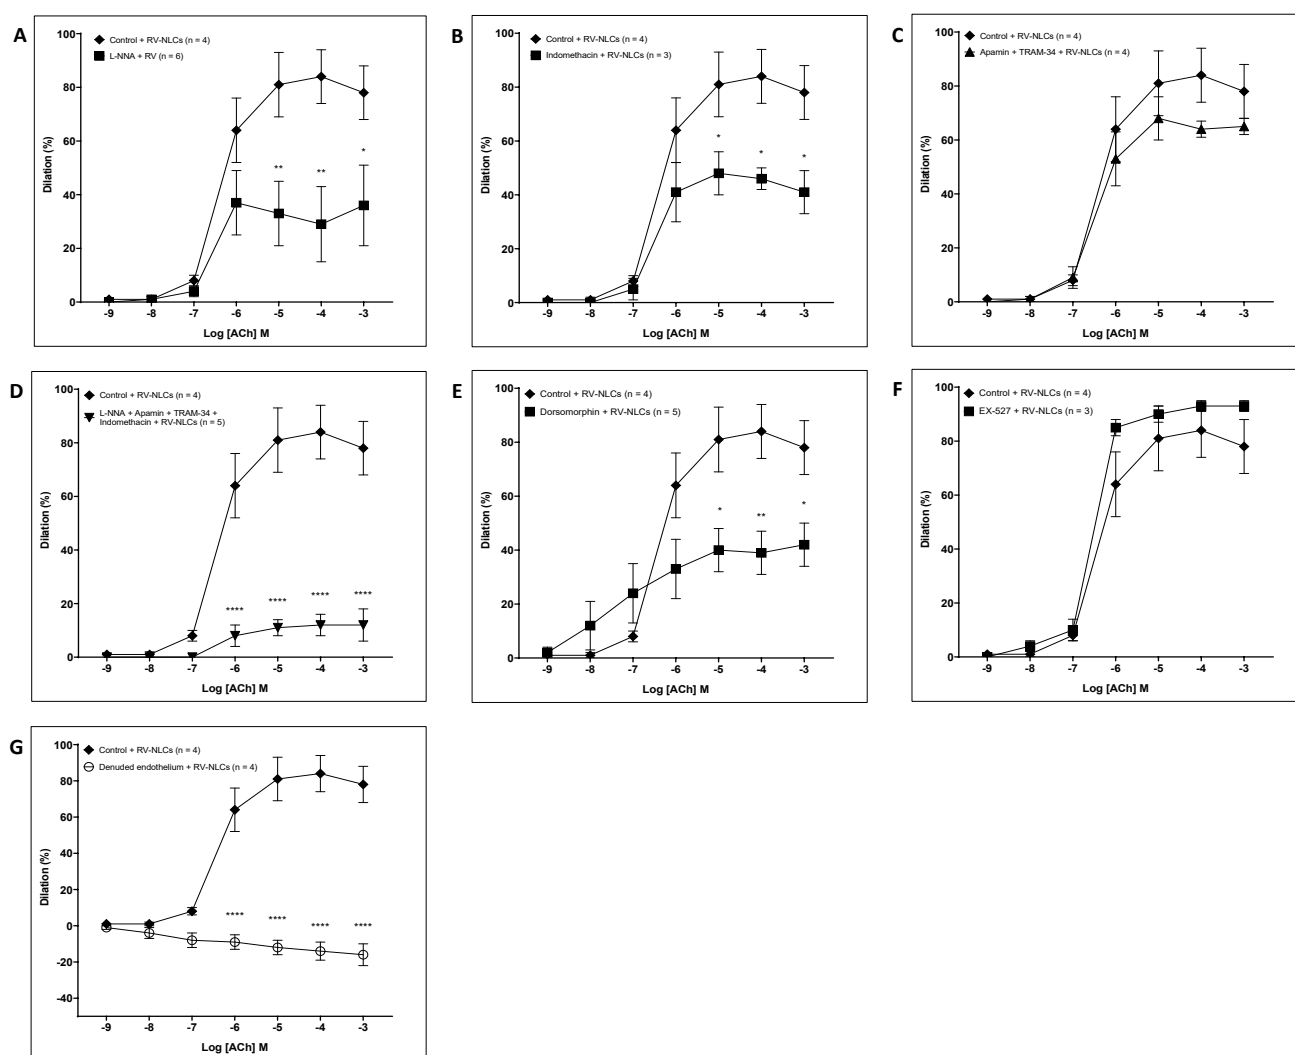 A
Control + RV-NLCs (n = 4)
L-NNA + RV (n = 6)
100
80
60
40
20
0
Dilation (%)
**
**
*
-9 -8 -7 -6 -5 -4 -3
Log [ACh] M
B
Control + RV-NLCs (n = 4)
Indomethacin + RV-NLCs (n = 3)
100
80
60
40
20
0
Dilation (%)
*
*
*
-9 -8 -7 -6 -5 -4 -3
Log [ACh] M
C
Control + RV-NLCs (n = 4)
Apamin + TRAM-34 + RV-NLCs (n = 4)
100
80
60
40
20
0
Dilation (%)
-9 -8 -7 -6 -5 -4 -3
Log [ACh] M
D
Control + RV-NLCs (n = 4)
L-NNA + Apamin + TRAM-34 +
Indomethacin + RV-NLCs (n = 5)
100
80
60
40
20
0
Dilation (%)
**** **** **** ****
-9 -8 -7 -6 -5 -4 -3
Log [ACh] M
E
Control + RV-NLCs (n = 4)
Dorsomorphin + RV-NLCs (n = 5)
100
80
60
40
20
0
Dilation (%)
*
**
*
-9 -8 -7 -6 -5 -4 -3
Log [ACh] M
F
Control + RV-NLCs (n = 4)
EX-527 + RV-NLCs (n = 3)
100
80
60
40
20
0
Dilation (%)
-9 -8 -7 -6 -5 -4 -3
Log [ACh] M
G
Control + RV-NLCs (n = 4)
Denuded endothelium + RV-NLCs (n = 4)
100
80
60
40
20
0
-20
-40
Dilation (%)
**** **** **** ****
-9 -8 -7 -6 -5 -4 -3
Log [ACh] M